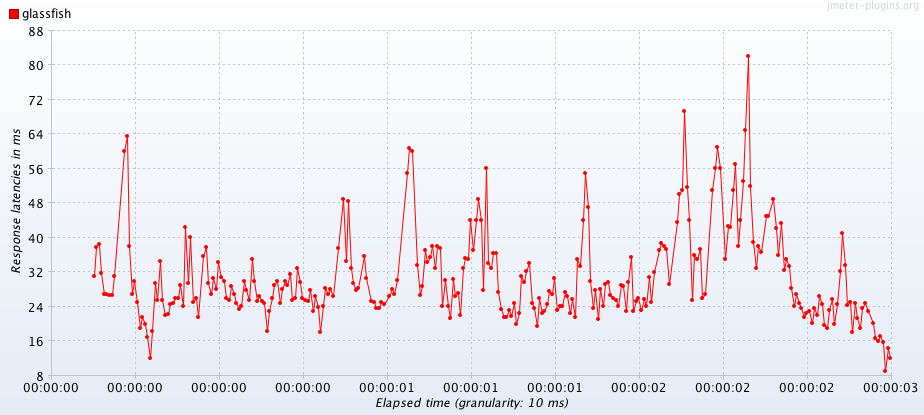 jmeter-plugins.org
glassfish
88
80
72
64
56
48
40
32
24
16
8
Response latencies in ms
00:00:00 00:00:00 00:00:00 00:00:00 00:00:01 00:00:01 00:00:01 00:00:02 00:00:02 00:00:02 00:00:03
Elapsed time (granularity: 10 ms)